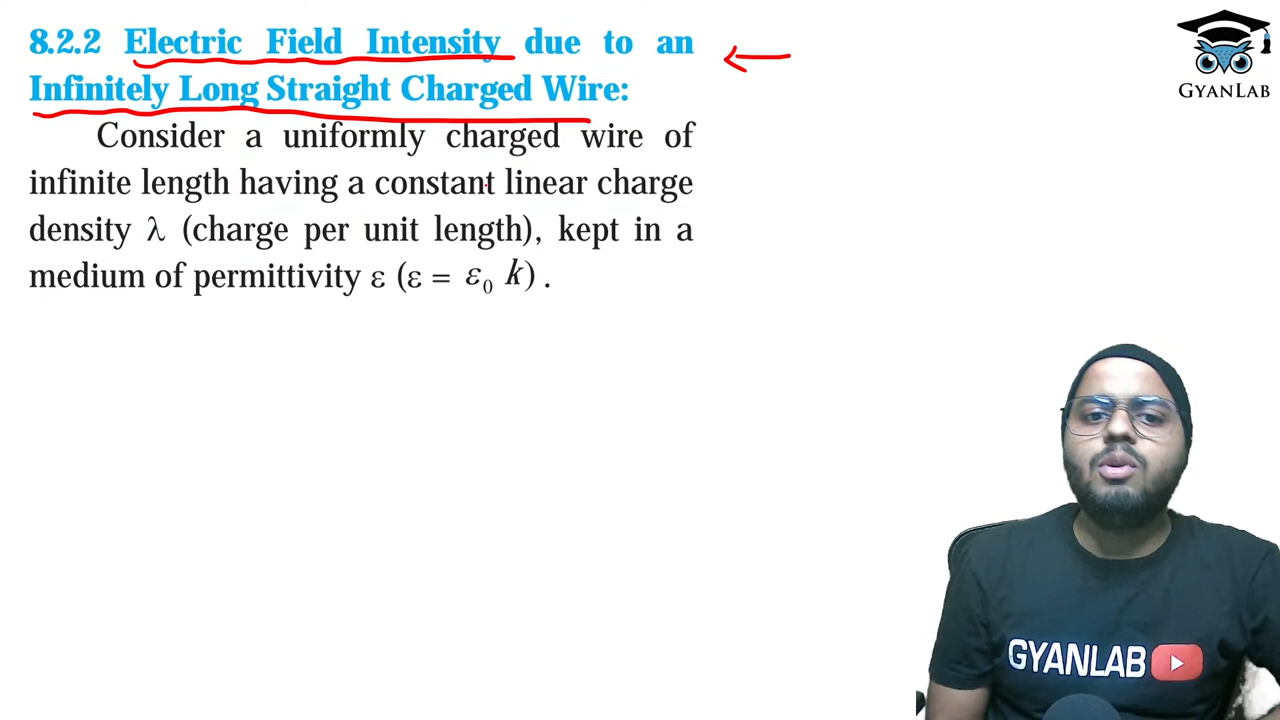 8.2.2 Electric Field Intensity due to an
Infinitely Long Straight Charged Wire:
Consider a uniformly charged wire of
infinite length having a constant linear charge
density λ (charge per unit length), kept in a
medium of permittivity ε (ε = ε₀ k) .
GYANLAB
GYANLAB